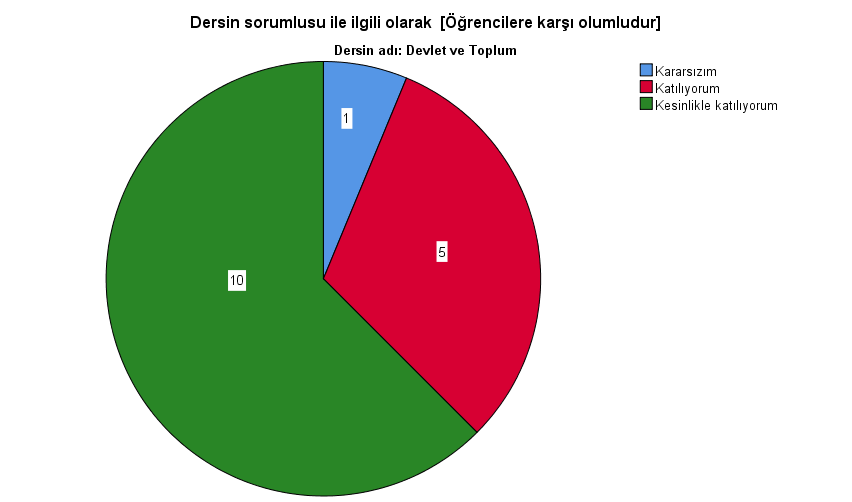 Dersin sorumlusu ile ilgili olarak  [Öğrencilere karşı olumludur]
Dersin adı: Devlet ve Toplum
Kararsızım
Katılıyorum
Kesinlikle katılıyorum
1
5
10